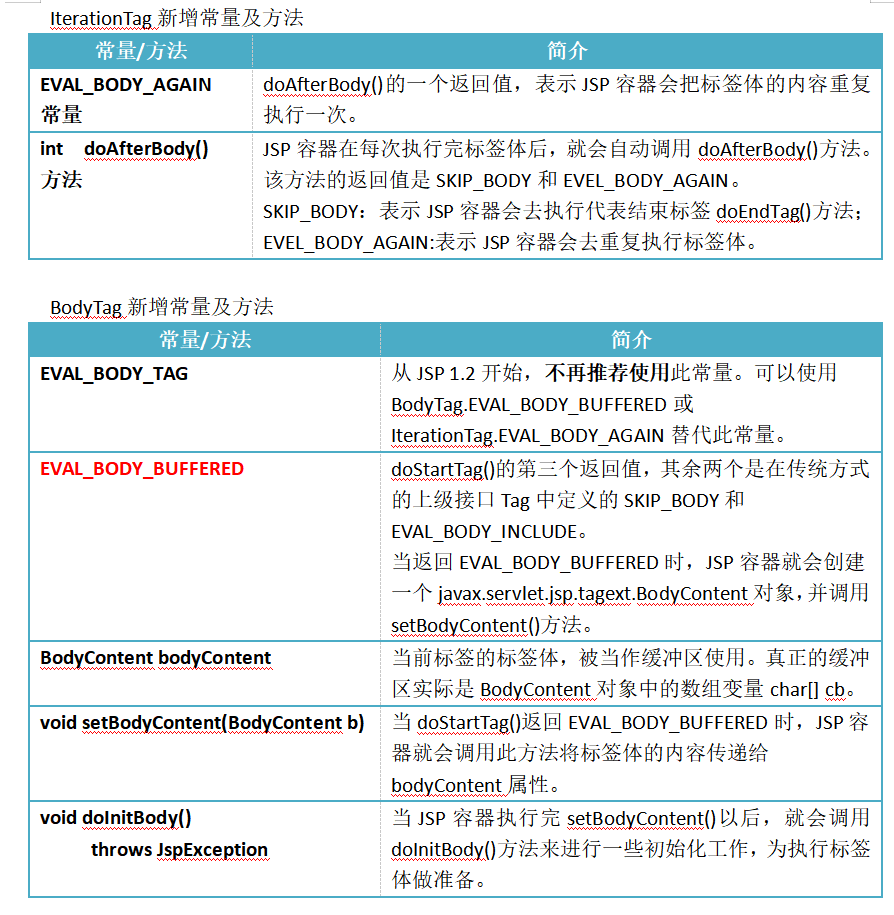 IterationTag 新增常量及方法
常量/方法 简介
EVAL_BODY_AGAIN
常量
doAfterBody()的一个返回值，表示 JSP 容器会把标签体的内容重复
执行一次。
int doAfterBody()
方法
JSP 容器在每次执行完标签体后，就会自动调用 doAfterBody()方法。
该方法的返回值是 SKIP_BODY 和 EVEL_BODY_AGAIN。
SKIP_BODY：表示 JSP 容器会去执行代表结束标签 doEndTag()方法；
EVEL_BODY_AGAIN:表示 JSP 容器会去重复执行标签体。
BodyTag 新增常量及方法
常量/方法 简介
EVAL_BODY_TAG
从 JSP 1.2 开始，不再推荐使用此常量。可以使用
BodyTag.EVAL_BODY_BUFFERED 或
IterationTag.EVAL_BODY_AGAIN 替代此常量。
EVAL_BODY_BUFFERED
doStartTag()的第三个返回值，其余两个是在传统方式
的上级接口 Tag 中定义的 SKIP_BODY 和
EVAL_BODY_INCLUDE。
当返回 EVAL_BODY_BUFFERED 时，JSP 容器就会创建
一个 javax.servlet.jsp.tagext.BodyContent 对象，并调用
setBodyContent()方法。
BodyContent bodyContent
当前标签的标签体，被当作缓冲区使用。真正的缓冲
区实际是 BodyContent 对象中的数组变量 char[] cb。
void setBodyContent(BodyContent b)
当 doStartTag()返回 EVAL_BODY_BUFFERED 时，JSP 容
器就会调用此方法将标签体的内容传递给
bodyContent 属性。
void doInitBody()
throws JspException
当 JSP 容器执行完 setBodyContent()以后，就会调用
doInitBody()方法来进行一些初始化工作，为执行标签
体做准备。